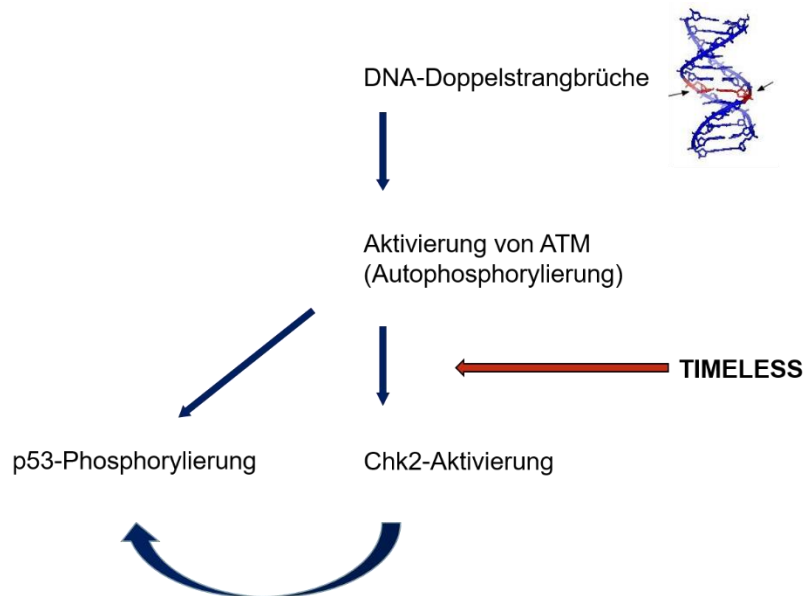 DNA-Doppelstrangbrüche
Aktivierung von ATM
(Autophosphorylierung)
TIMELESS
p53-Phosphorylierung
Chk2-Aktivierung